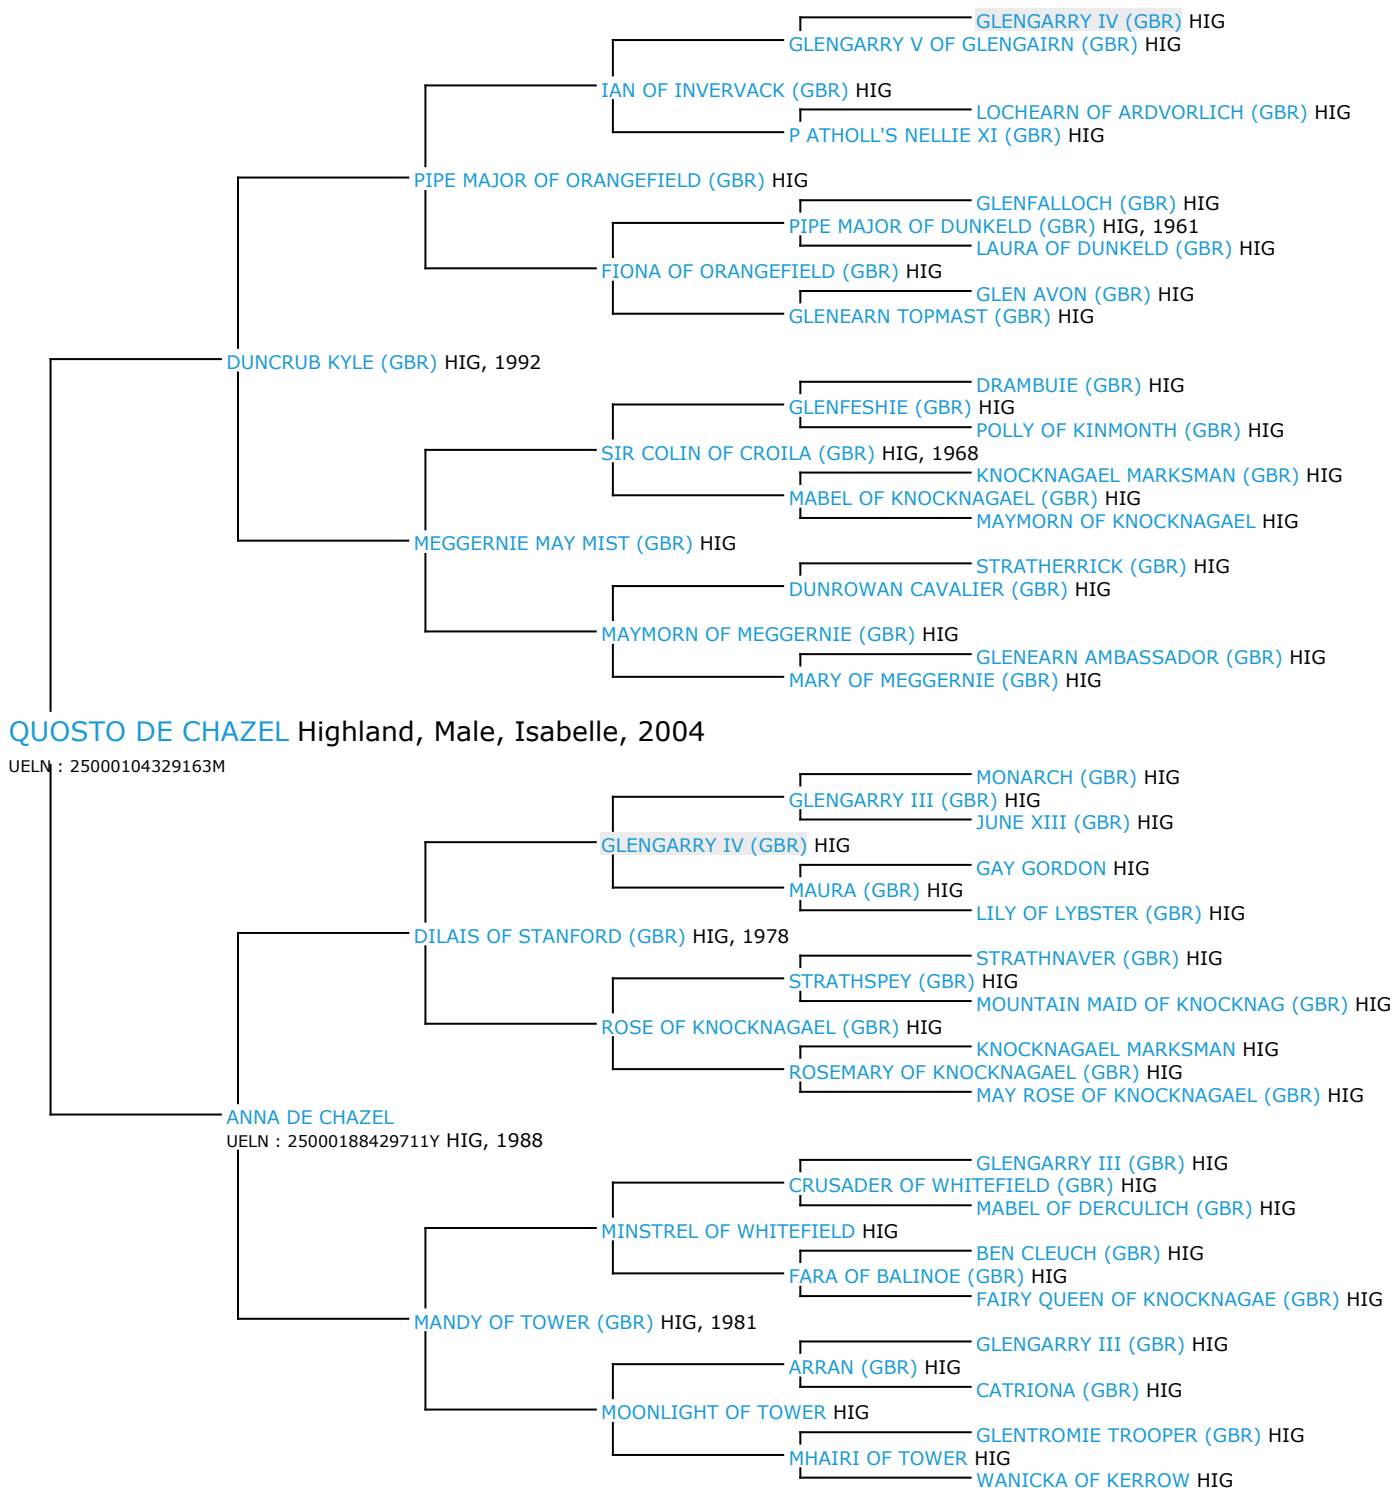 GLENGARRY IV (GBR) HIG
GLENGARRY V OF GLENGAIRN (GBR) HIG
IAN OF INVERVACK (GBR) HIG
LOCHEARN OF ARDVORLICH (GBR) HIG
P ATHOLL'S NELLIE XI (GBR) HIG
PIPE MAJOR OF ORANGEFIELD (GBR) HIG
GLENFALLOCH (GBR) HIG
PIPE MAJOR OF DUNKELD (GBR) HIG, 1961
LAURA OF DUNKELD (GBR) HIG
FIONA OF ORANGEFIELD (GBR) HIG
GLEN AVON (GBR) HIG
GLENEARN TOPMAST (GBR) HIG
DUNCRUB KYLE (GBR) HIG, 1992
DRAMBUIE (GBR) HIG
GLENFESHIE (GBR) HIG
POLLY OF KINMONTH (GBR) HIG
SIR COLIN OF CROILA (GBR) HIG, 1968
KNOCKNAGAEL MARKSMAN (GBR) HIG
MABEL OF KNOCKNAGAEL (GBR) HIG
MAYMORN OF KNOCKNAGAEL HIG
MEGGERNIE MAY MIST (GBR) HIG
STRATHERRICK (GBR) HIG
DUNROWAN CAVALIER (GBR) HIG
MAYMORN OF MEGGERNIE (GBR) HIG
GLENEARN AMBASSADOR (GBR) HIG
MARY OF MEGGERNIE (GBR) HIG
QUOSTO DE CHAZEL Highland, Male, Isabelle, 2004
UELN : 25000104329163M
MONARCH (GBR) HIG
GLENGARRY III (GBR) HIG
JUNE XIII (GBR) HIG
GLENGARRY IV (GBR) HIG
GAY GORDON HIG
MAURA (GBR) HIG
LILY OF LYBSTER (GBR) HIG
DILAIS OF STANFORD (GBR) HIG, 1978
STRATHNAVER (GBR) HIG
STRATHSPEY (GBR) HIG
MOUNTAIN MAID OF KNOCKNAG (GBR) HIG
ROSE OF KNOCKNAGAEL (GBR) HIG
KNOCKNAGAEL MARKSMAN HIG
ROSEMARY OF KNOCKNAGAEL (GBR) HIG
MAY ROSE OF KNOCKNAGAEL (GBR) HIG
ANNA DE CHAZEL
UELN : 25000188429711Y HIG, 1988
GLENGARRY III (GBR) HIG
CRUSADER OF WHITEFIELD (GBR) HIG
MABEL OF DERCULICH (GBR) HIG
MINSTREL OF WHITEFIELD HIG
BEN CLEUCH (GBR) HIG
FARA OF BALINOE (GBR) HIG
FAIRY QUEEN OF KNOCKNAGAE (GBR) HIG
MANDY OF TOWER (GBR) HIG, 1981
GLENGARRY III (GBR) HIG
ARRAN (GBR) HIG
CATRIONA (GBR) HIG
MOONLIGHT OF TOWER HIG
GLENTROMIE TROOPER (GBR) HIG
MHAIRI OF TOWER HIG
WANICKA OF KERROW HIG